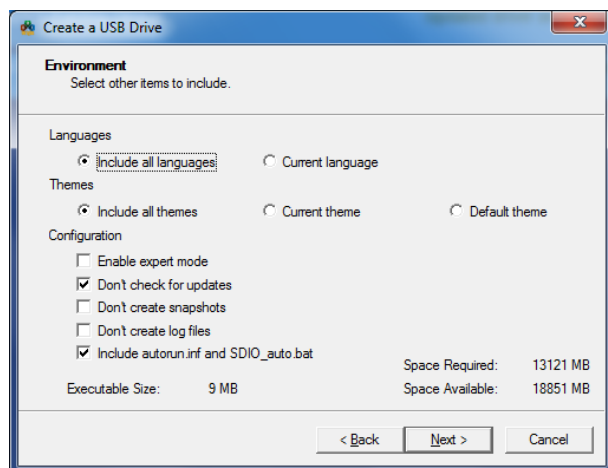 Create a USB Drive
Environment
Select other items to include.
Languages
Include all languages Current language
Themes
Include all themes Current theme Default theme
Configuration
Enable expert mode
Don't check for updates
Don't create snapshots
Don't create log files
Include autorun.inf and SDIO_auto.bat
Space Required: 13121 MB
Executable Size: 9 MB Space Available: 18851 MB
< Back Next > Cancel